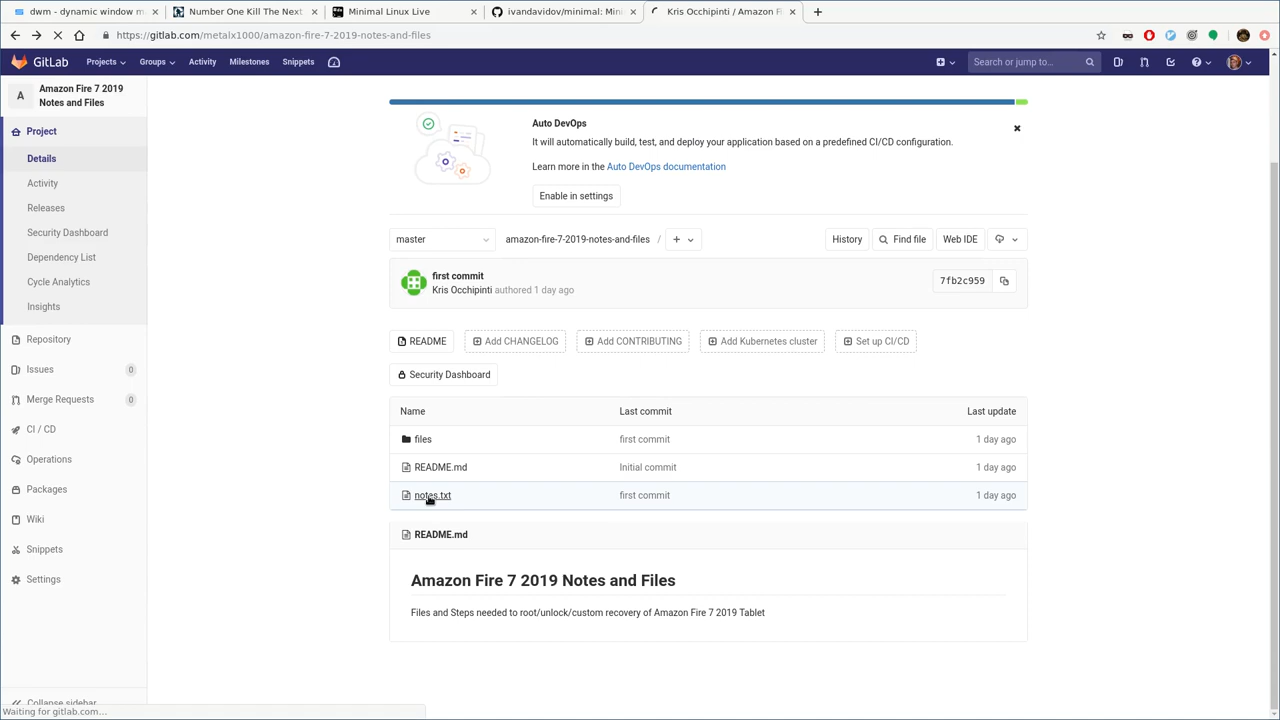 dwm - dynamic window m
Number One Kill The Next
Minimal Linux Live
ivandavidov/minimal: Mini
Kris Occhipinti / Amazon F
https://gitlab.com/metalx1000/amazon-fire-7-2019-notes-and-files
GitLab
Projects
Groups
Activity
Milestones
Snippets
Search or jump to…
A
Amazon Fire 7 2019
Notes and Files
Project
Details
Activity
Releases
Security Dashboard
Dependency List
Cycle Analytics
Insights
Repository
Issues 0
Merge Requests 0
CI / CD
Operations
Packages
Wiki
Snippets
Settings
Collapse sidebar
Auto DevOps
It will automatically build, test, and deploy your application based on a predefined CI/CD configuration.
Learn more in the Auto DevOps documentation
Enable in settings
master
amazon-fire-7-2019-notes-and-files /
History
Find file
Web IDE
first commit
Kris Occhipinti authored 1 day ago
7fb2c959
README
Add CHANGELOG
Add CONTRIBUTING
Add Kubernetes cluster
Set up CI/CD
Security Dashboard
Name Last commit Last update
files first commit 1 day ago
README.md Initial commit 1 day ago
notes.txt first commit 1 day ago
README.md
Amazon Fire 7 2019 Notes and Files
Files and Steps needed to root/unlock/custom recovery of Amazon Fire 7 2019 Tablet
Waiting for gitlab.com…